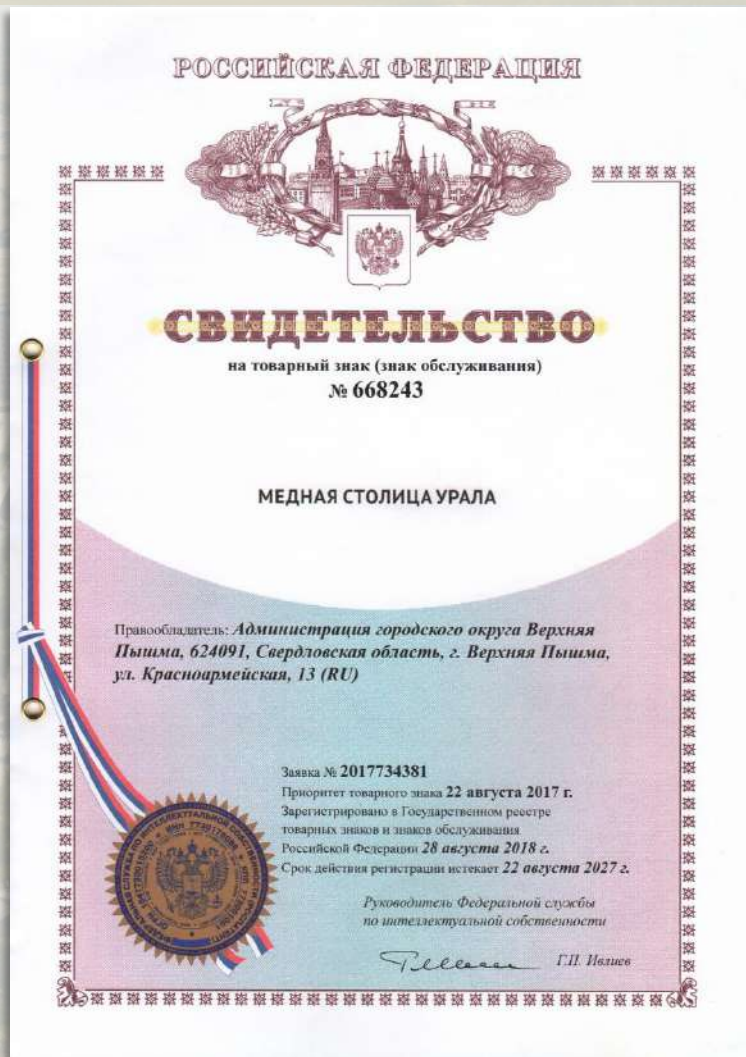 РОССИЙСКАЯ ФЕДЕРАЦИЯ
СВИДЕТЕЛЬСТВО
на товарный знак (знак обслуживания)
№ 668243
МЕДНАЯ СТОЛИЦА УРАЛА
Правообладатель: Администрация городского округа Верхняя
Пышма, 624091, Свердловская область, г. Верхняя Пышма,
ул. Красноармейская, 13 (RU)
Заявка № 2017734381
Приоритет товарного знака 22 августа 2017 г.
Зарегистрировано в Государственном реестре
товарных знаков и знаков обслуживания
Российской Федерации 28 августа 2018 г.
Срок действия регистрации истекает 22 августа 2027 г.
Руководитель Федеральной службы
по интеллектуальной собственности
Г.П. Ивлиев